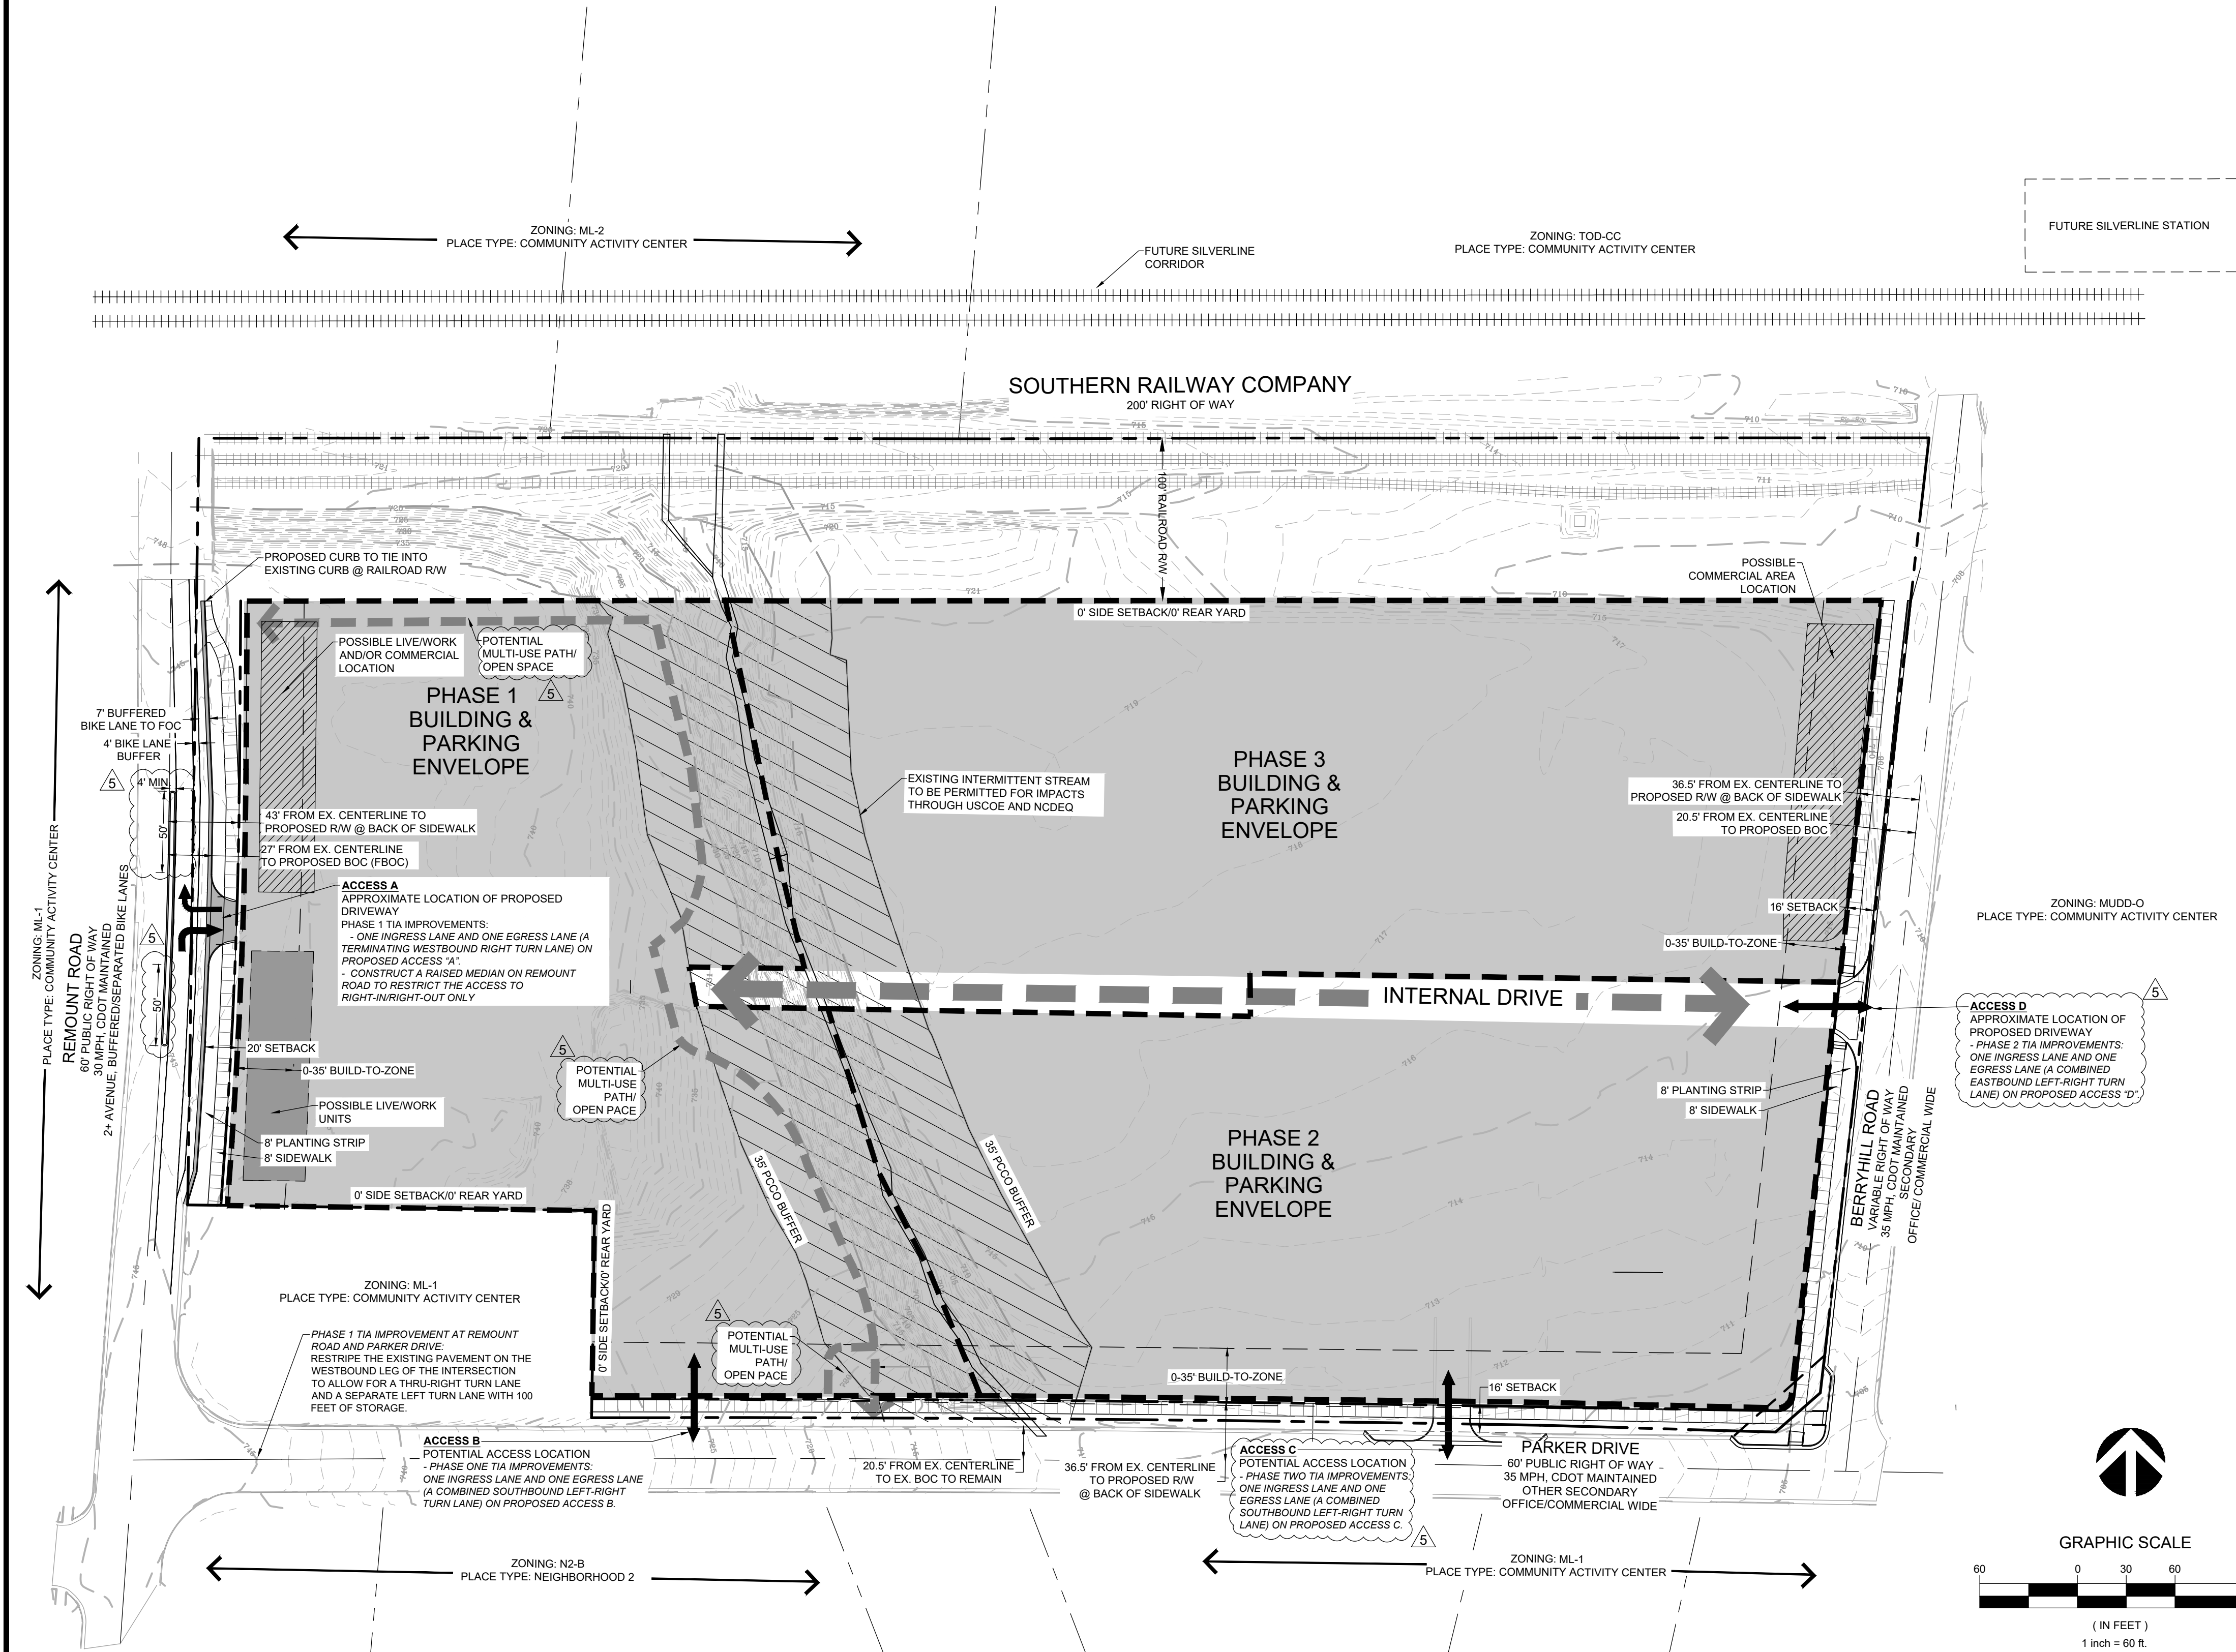 ZONING: ML-2
PLACE TYPE: COMMUNITY ACTIVITY CENTER
FUTURE SILVERLINE
CORRIDOR
ZONING: TOD-CC
PLACE TYPE: COMMUNITY ACTIVITY CENTER
FUTURE SILVERLINE STATION
SOUTHERN RAILWAY COMPANY
200' RIGHT OF WAY
100' RAILROAD R/W
PROPOSED CURB TO TIE INTO
EXISTING CURB @ RAILROAD R/W
POSSIBLE
COMMERCIAL AREA
LOCATION
0' SIDE SETBACK/0' REAR YARD
POSSIBLE LIVE/WORK
AND/OR COMMERCIAL
LOCATION
POTENTIAL
MULTI-USE PATH/
OPEN SPACE
5
PHASE 1
BUILDING &
PARKING
ENVELOPE
7' BUFFERED
BIKE LANE TO FOC
4' BIKE LANE
BUFFER
5
4' MIN.
50'
43' FROM EX. CENTERLINE TO
PROPOSED R/W @ BACK OF SIDEWALK
27' FROM EX. CENTERLINE
TO PROPOSED BOC (FBOC)
ACCESS A
APPROXIMATE LOCATION OF PROPOSED
DRIVEWAY
PHASE 1 TIA IMPROVEMENTS:
- ONE INGRESS LANE AND ONE EGRESS LANE (A
TERMINATING WESTBOUND RIGHT TURN LANE) ON
PROPOSED ACCESS "A".
- CONSTRUCT A RAISED MEDIAN ON REMOUNT
ROAD TO RESTRICT THE ACCESS TO
RIGHT-IN/RIGHT-OUT ONLY
5
50'
ZONING: ML-1
PLACE TYPE: COMMUNITY ACTIVITY CENTER
REMOUNT ROAD
60' PUBLIC RIGHT OF WAY
30 MPH, CDOT MAINTAINED
2+ AVENUE, BUFFERED/SEPARATED BIKE LANES
EXISTING INTERMITTENT STREAM
TO BE PERMITTED FOR IMPACTS
THROUGH USCOE AND NCDEQ
PHASE 3
BUILDING &
PARKING
ENVELOPE
36.5' FROM EX. CENTERLINE TO
PROPOSED R/W @ BACK OF SIDEWALK
20.5' FROM EX. CENTERLINE
TO PROPOSED BOC
16' SETBACK
0-35' BUILD-TO-ZONE
ZONING: MUDD-O
PLACE TYPE: COMMUNITY ACTIVITY CENTER
INTERNAL DRIVE
5
ACCESS D
APPROXIMATE LOCATION OF
PROPOSED DRIVEWAY
- PHASE 2 TIA IMPROVEMENTS:
ONE INGRESS LANE AND ONE
EGRESS LANE (A COMBINED
EASTBOUND LEFT-RIGHT TURN
LANE) ON PROPOSED ACCESS "D".
20' SETBACK
0-35' BUILD-TO-ZONE
POSSIBLE LIVE/WORK
UNITS
8' PLANTING STRIP
8' SIDEWALK
0' SIDE SETBACK/0' REAR YARD
5
POTENTIAL
MULTI-USE
PATH/
OPEN PACE
8' PLANTING STRIP
8' SIDEWALK
PHASE 2
BUILDING &
PARKING
ENVELOPE
35' PCCO BUFFER
35' PCCO BUFFER
BERRYHILL ROAD
VARIABLE RIGHT OF WAY
35 MPH, CDOT MAINTAINED
SECONDARY
OFFICE/ COMMERCIAL WIDE
0' SIDE SETBACK/0' REAR YARD
ZONING: ML-1
PLACE TYPE: COMMUNITY ACTIVITY CENTER
PHASE 1 TIA IMPROVEMENT AT REMOUNT
ROAD AND PARKER DRIVE:
RESTRIPE THE EXISTING PAVEMENT ON THE
WESTBOUND LEG OF THE INTERSECTION
TO ALLOW FOR A THRU-RIGHT TURN LANE
AND A SEPARATE LEFT TURN LANE WITH 100
FEET OF STORAGE.
5
POTENTIAL
MULTI-USE
PATH/
OPEN PACE
0-35' BUILD-TO-ZONE
16' SETBACK
ACCESS B
POTENTIAL ACCESS LOCATION
- PHASE ONE TIA IMPROVEMENTS:
ONE INGRESS LANE AND ONE EGRESS LANE
(A COMBINED SOUTHBOUND LEFT-RIGHT
TURN LANE) ON PROPOSED ACCESS B.
20.5' FROM EX. CENTERLINE
TO EX. BOC TO REMAIN
36.5' FROM EX. CENTERLINE
TO PROPOSED R/W
@ BACK OF SIDEWALK
ACCESS C
POTENTIAL ACCESS LOCATION
- PHASE TWO TIA IMPROVEMENTS:
ONE INGRESS LANE AND ONE
EGRESS LANE (A COMBINED
SOUTHBOUND LEFT-RIGHT TURN
LANE) ON PROPOSED ACCESS C.
5
PARKER DRIVE
60' PUBLIC RIGHT OF WAY
35 MPH, CDOT MAINTAINED
OTHER SECONDARY
OFFICE/COMMERCIAL WIDE
ZONING: N2-B
PLACE TYPE: NEIGHBORHOOD 2
ZONING: ML-1
PLACE TYPE: COMMUNITY ACTIVITY CENTER
GRAPHIC SCALE
60 0 30 60
( IN FEET )
1 inch = 60 ft.